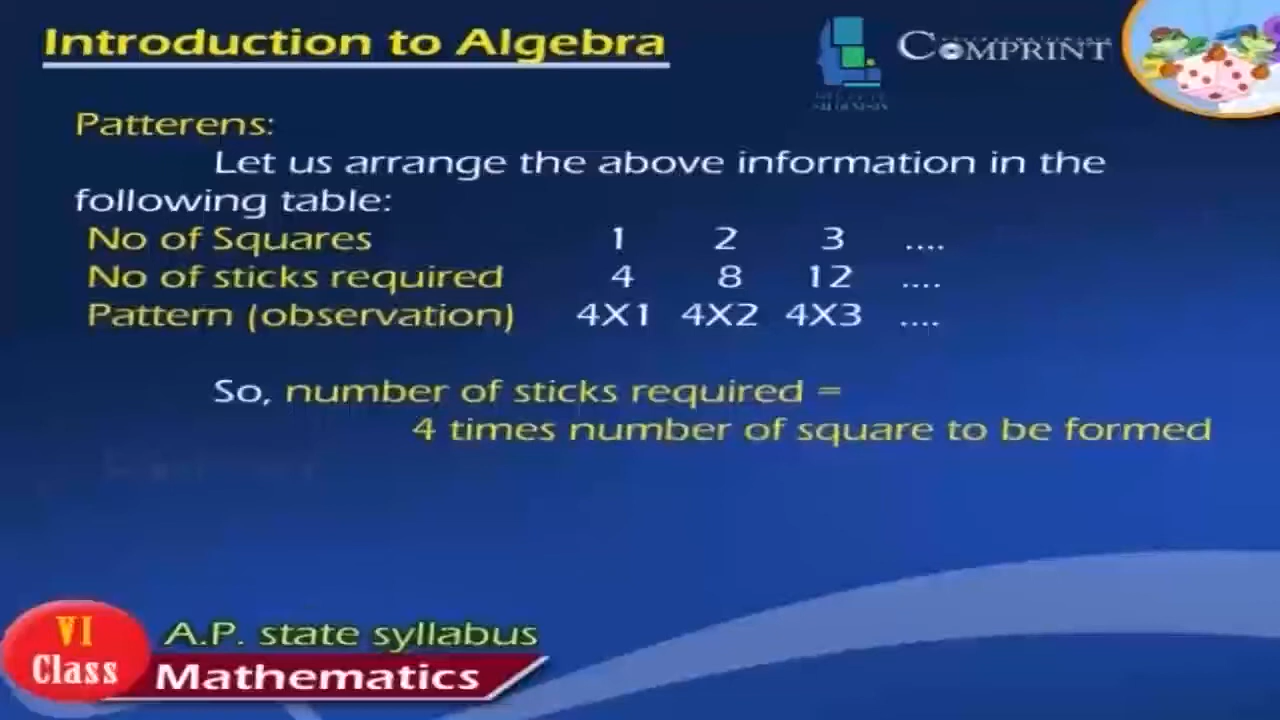 Introduction to Algebra
COMPRINT
Patterens:
Let us arrange the above information in the
following table:
No of Squares 1 2 3 ....
No of sticks required 4 8 12 ....
Pattern (observation) 4X1 4X2 4X3 ....
So, number of sticks required =
4 times number of square to be formed
VI
Class
A.P. state syllabus
Mathematics